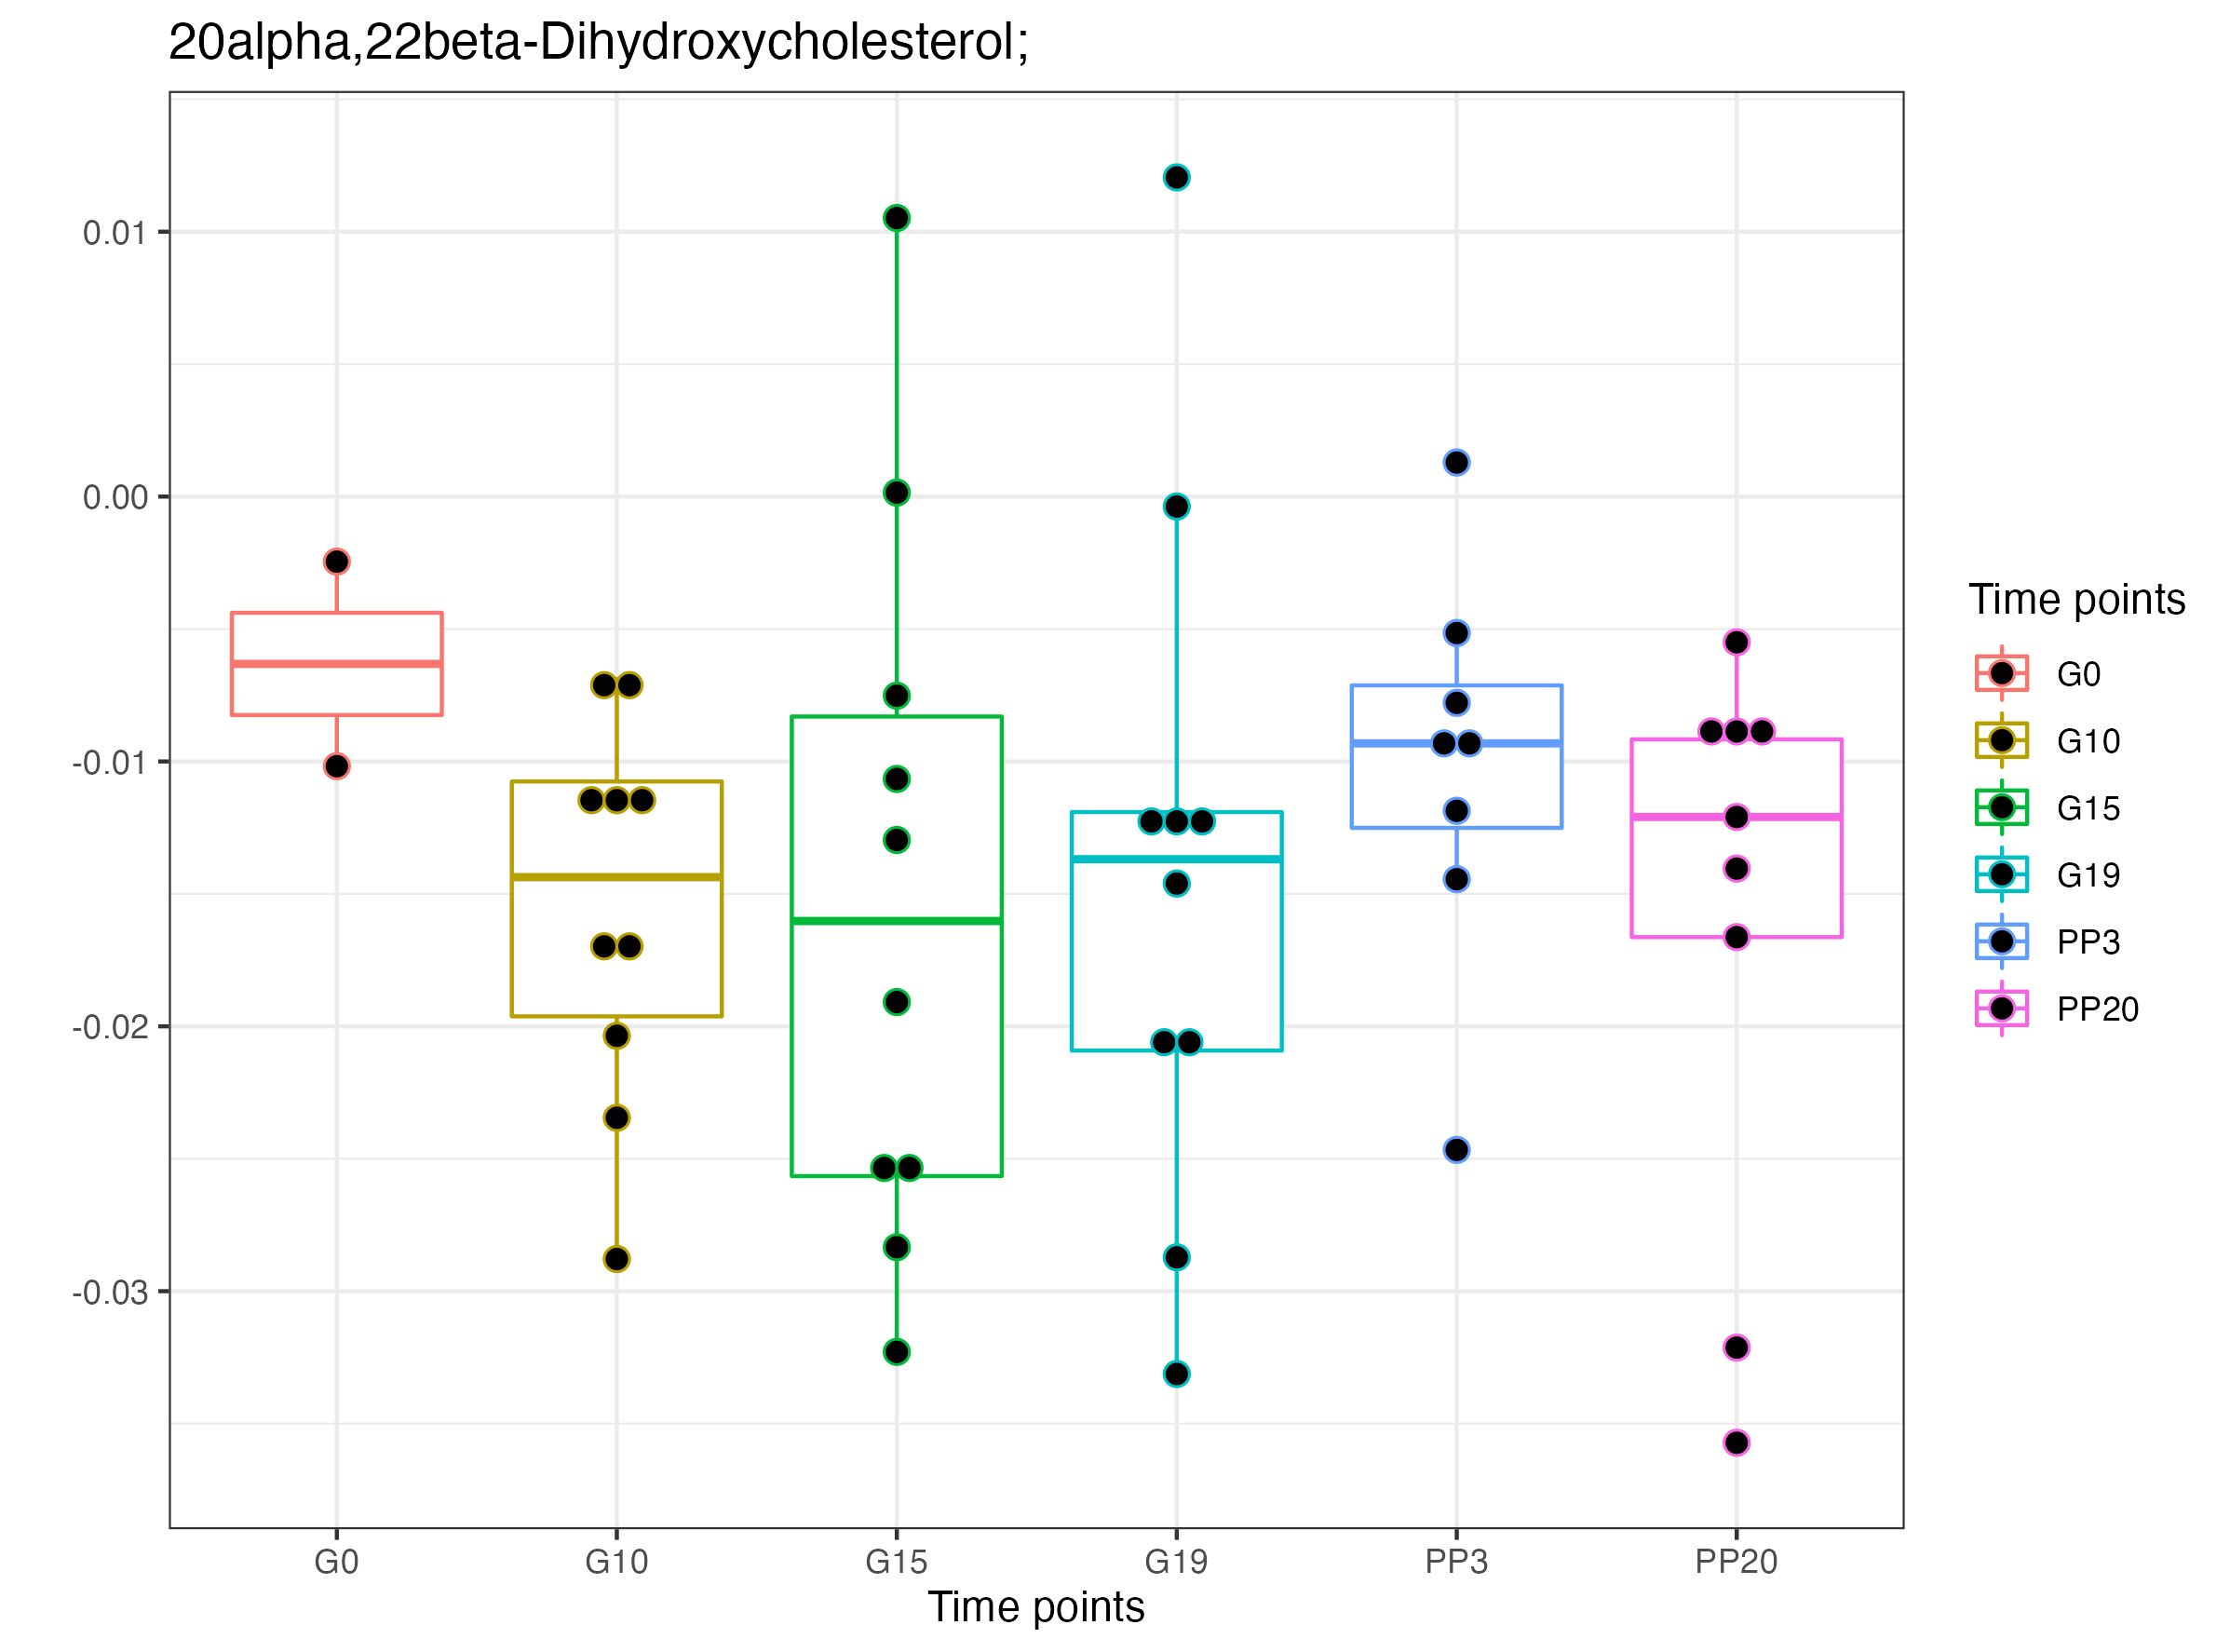 20alpha,22beta-Dihydroxycholesterol;
0.01
0.00
-0.01
-0.02
-0.03
G0 G10 G15 G19 PP3 PP20
Time points
Time points
G0
G10
G15
G19
PP3
PP20